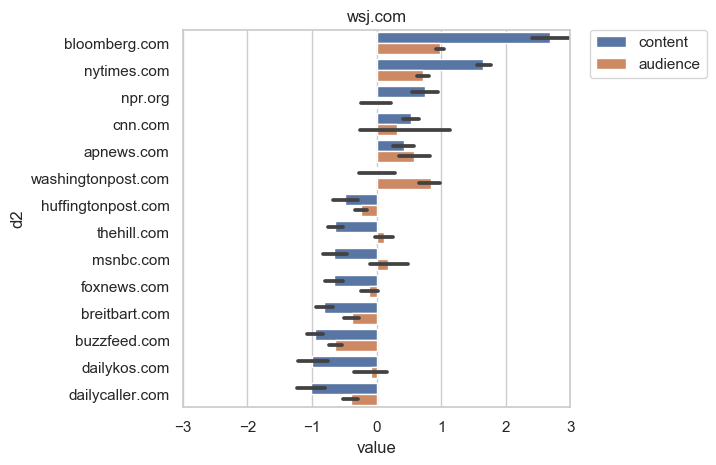 wsj.com
bloomberg.com
nytimes.com
npr.org
cnn.com
apnews.com
washingtonpost.com
huffingtonpost.com
thehill.com
msnbc.com
foxnews.com
breitbart.com
buzzfeed.com
dailykos.com
dailycaller.com
d2
−3 −2 −1 0 1 2 3
value
content
audience